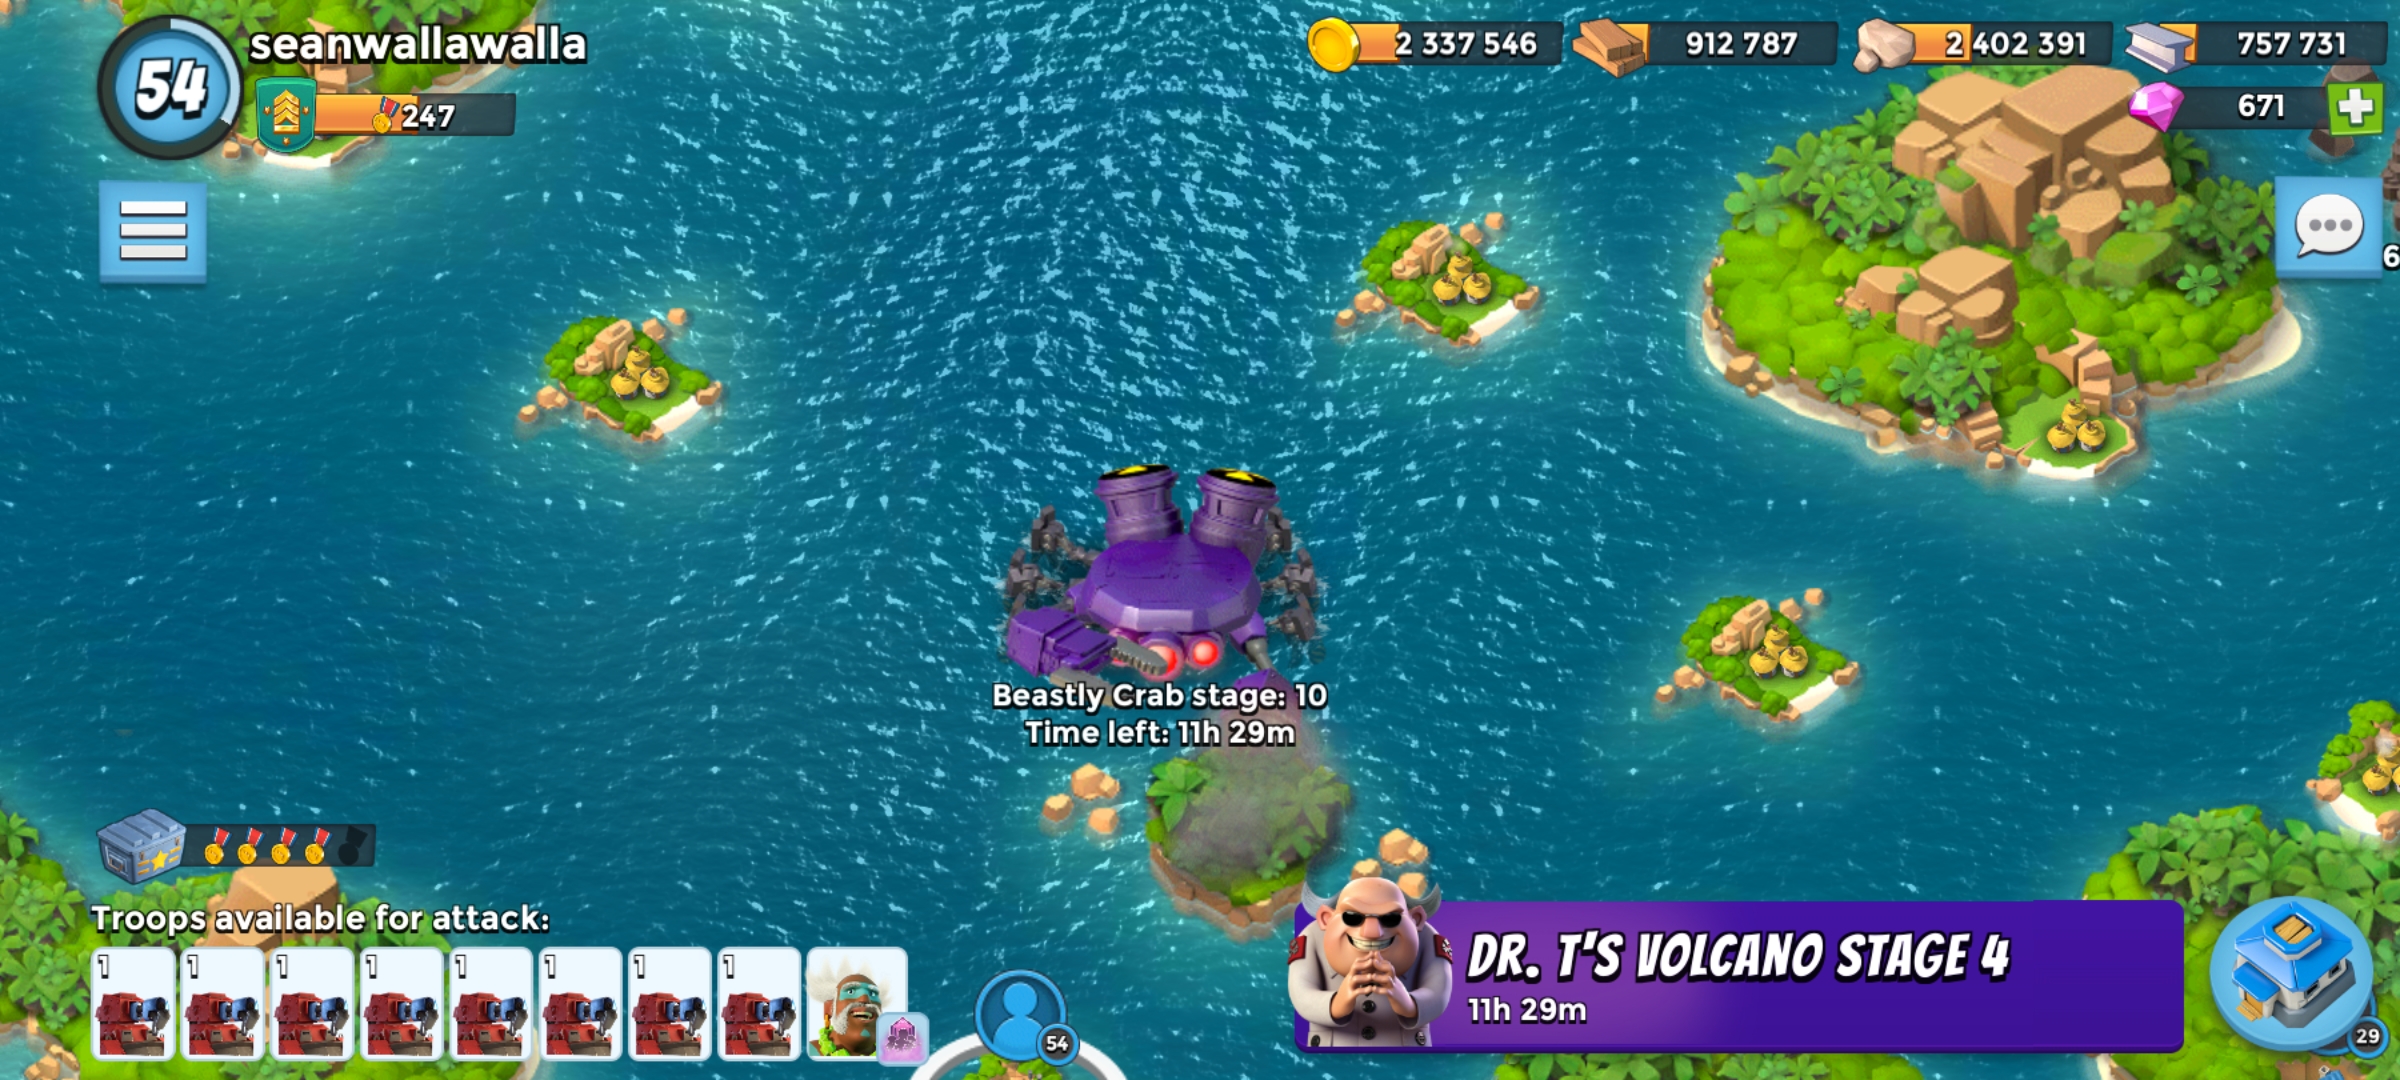 54
seanwallawalla
2 337 546
912 787
2 402 391
757 731
247
671
6
Beastly Crab stage: 10
Time left: 11h 29m
Troops available for attack:
1
1
1
1
1
1
1
1
DR. T'S VOLCANO STAGE 4
11h 29m
54
29